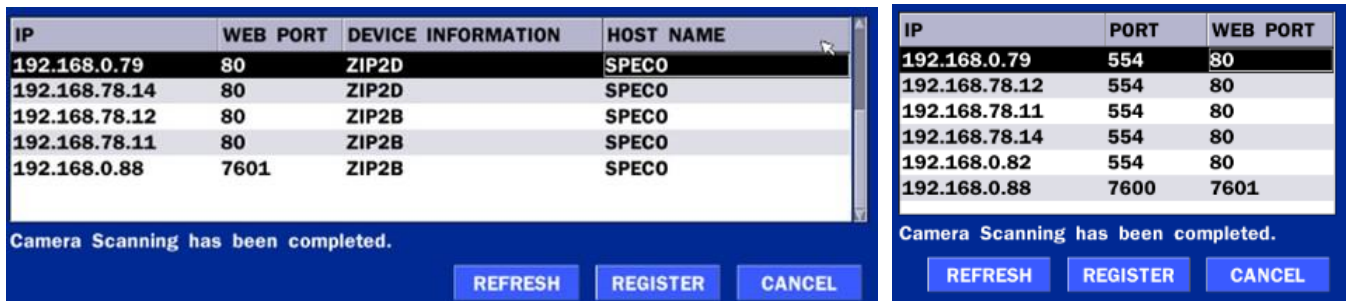 IP WEB PORT DEVICE INFORMATION HOST NAME
192.168.0.79 80 ZIP2D SPECO
192.168.78.14 80 ZIP2D SPECO
192.168.78.12 80 ZIP2B SPECO
192.168.78.11 80 ZIP2B SPECO
192.168.0.88 7601 ZIP2B SPECO
Camera Scanning has been completed.
REFRESH REGISTER CANCEL
IP PORT WEB PORT
192.168.0.79 554 80
192.168.78.12 554 80
192.168.78.11 554 80
192.168.78.14 554 80
192.168.0.82 554 80
192.168.0.88 7600 7601
Camera Scanning has been completed.
REFRESH REGISTER CANCEL